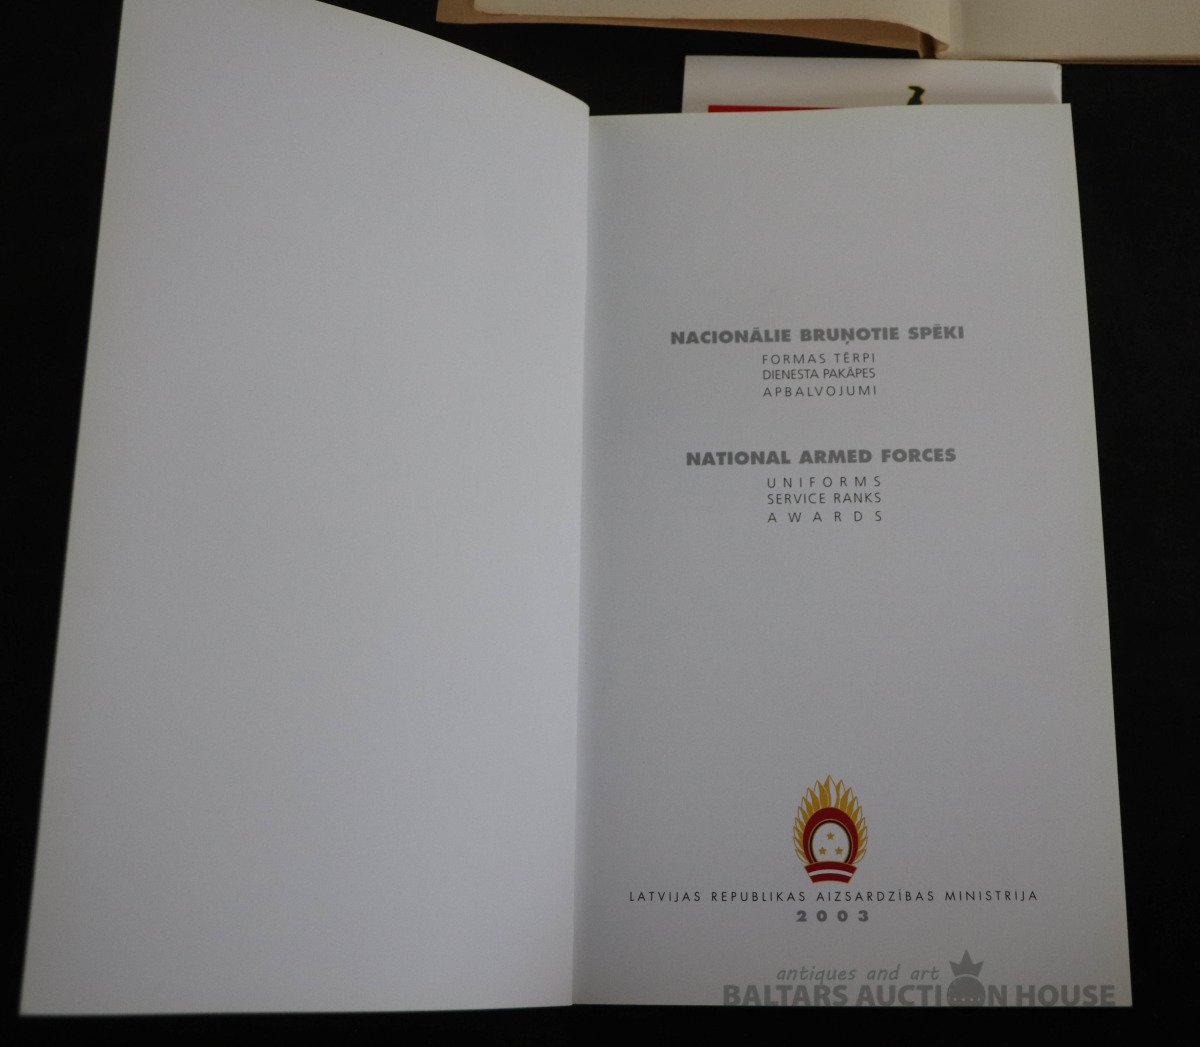 NACIONĀLIE BRUŅOTIE SPĒKI
FORMAS TĒRPI
DIENESTA PAKĀPES
APBALVOJUMI
NATIONAL ARMED FORCES
UNIFORMS
SERVICE RANKS
AWARDS
LATVIJAS REPUBLIKAS AIZSARDZĪBAS MINISTRIJA
2003
antiques and art
BALTARS AUCTION HOUSE